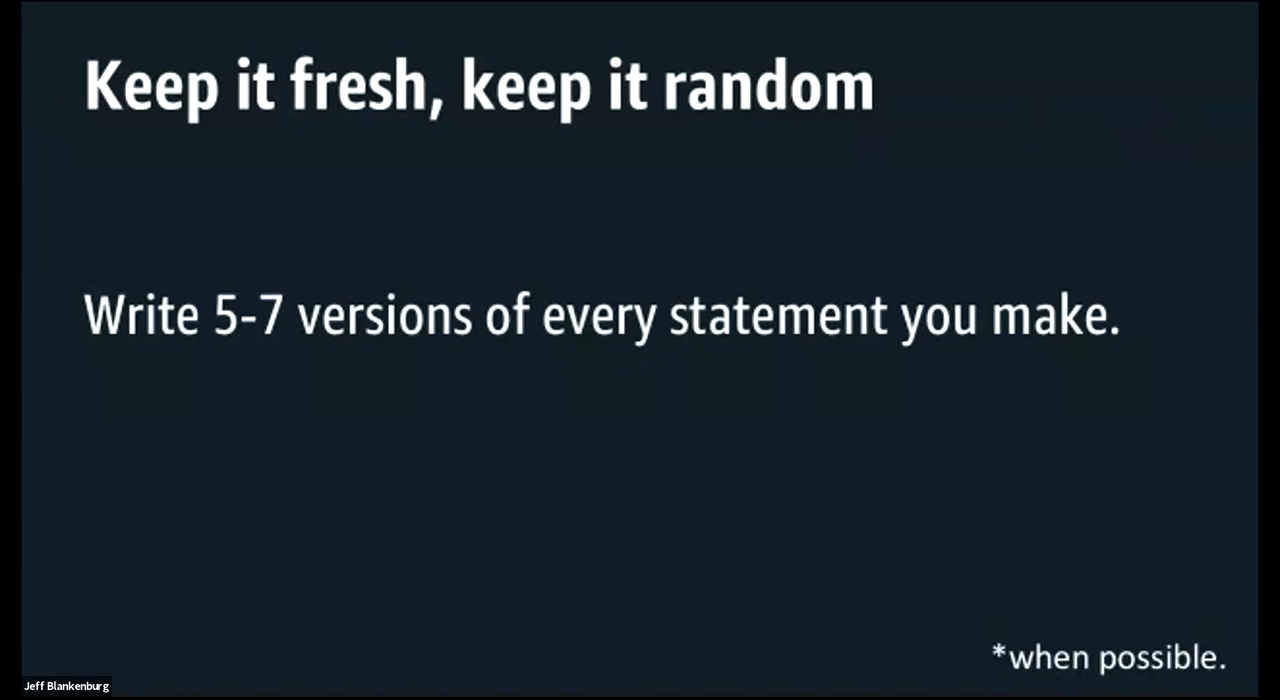 Keep it fresh, keep it random
Write 5-7 versions of every statement you make.
*when possible.
Jeff Blankenburg